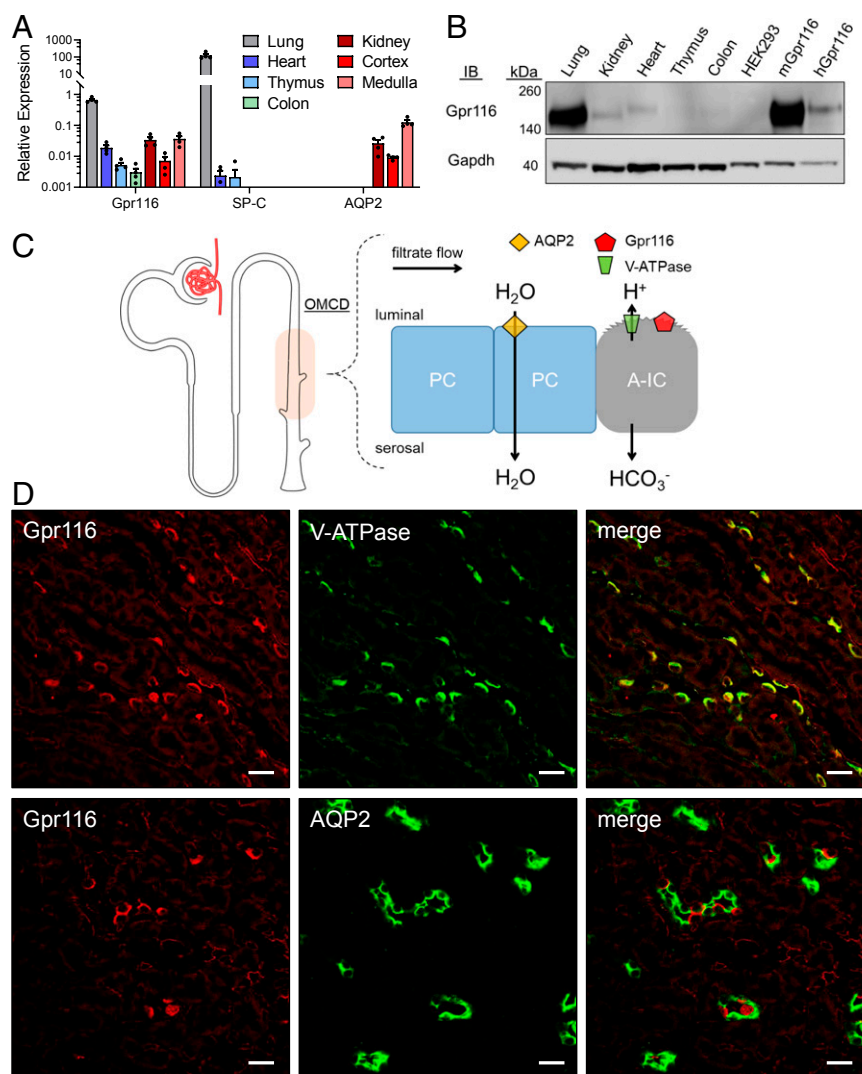 A
Relative Expression
1000
100
1
0.1
0.01
0.001
Lung
Heart
Thymus
Colon
Kidney
Cortex
Medulla
Gpr116
SP-C
AQP2
B
IB
kDa
Lung
Kidney
Heart
Thymus
Colon
HEK293
mGpr116
hGpr116
Gpr116
260
140
Gapdh
40
C
OMCD
filtrate flow
AQP2
Gpr116
V-ATPase
luminal
H₂O
H⁺
PC
PC
A-IC
serosal
H₂O
HCO₃⁻
D
Gpr116
V-ATPase
merge
Gpr116
AQP2
merge